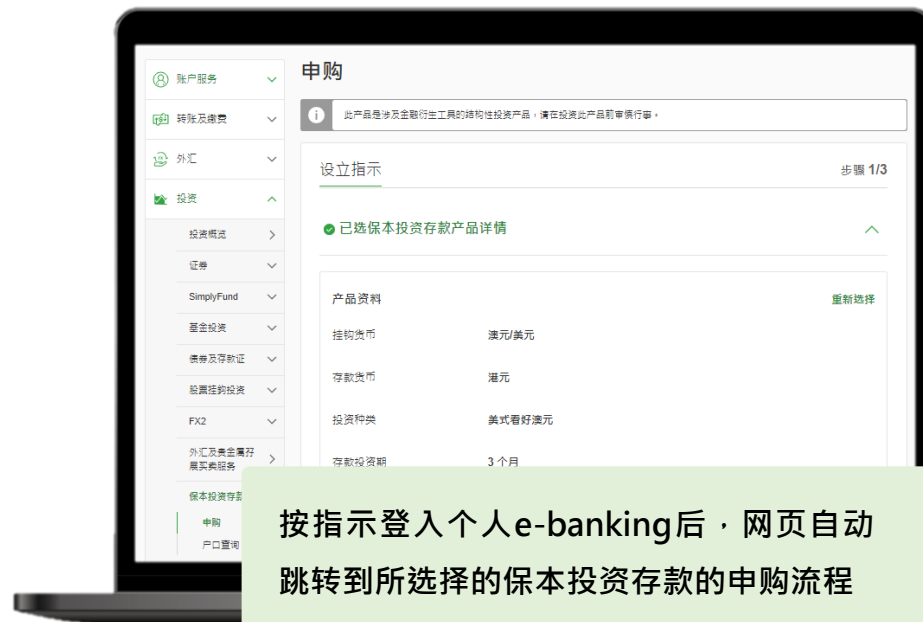 账户服务
转账及缴费
外汇
投资
投资概览
证券
SimplyFund
基金投资
债券及存款证
股票挂钩投资
FX2
外汇及贵金属孖
展买卖服务
保本投资存款
申购
户口查询
申购
此产品是涉及金融衍生工具的结构性投资产品，请在投资此产品前审慎行事。
设立指示
步骤 1/3
已选保本投资存款产品详情
产品资料
重新选择
挂钩货币
澳元/美元
存款货币
港元
投资种类
美式看好澳元
存款投资期
3 个月
按指示登入个人e-banking后，网页自动
跳转到所选择的保本投资存款的申购流程